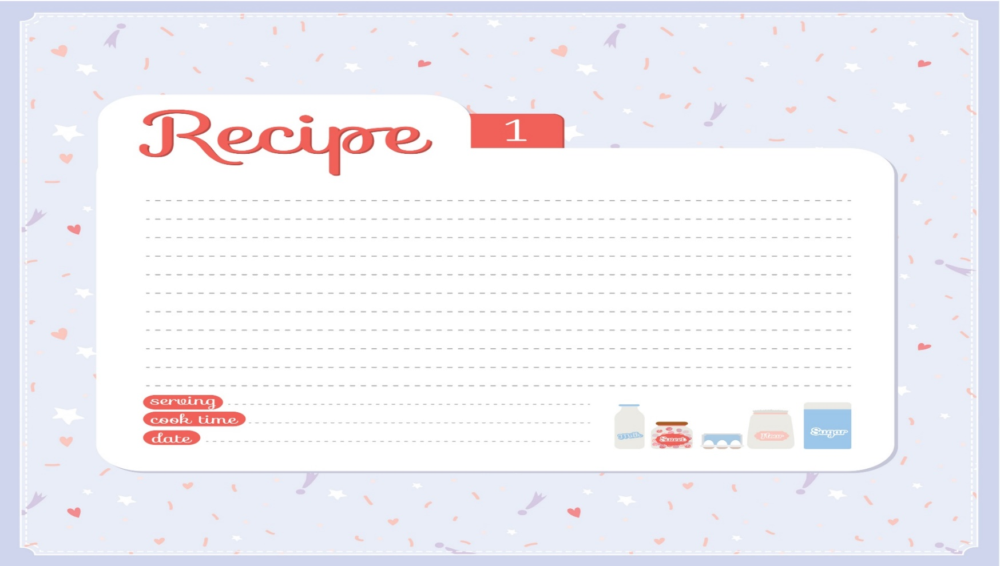 Recipe
1
serving
cook time
date
Milk
Sweet
Flour
Sugar